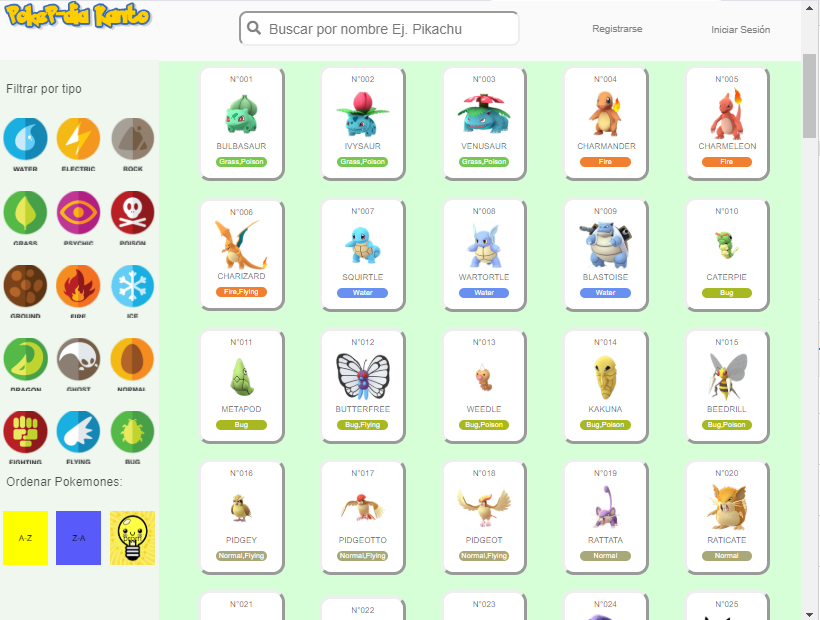 Pokep-dia Kanto
Buscar por nombre Ej. Pikachu
Registrarse
Iniciar Sesión
Filtrar por tipo
WATER ELECTRIC ROCK
GRASS PSYCHIC POISON
GROUND FIRE ICE
DRAGON GHOST NORMAL
FIGHTING FLYING BUG
Ordenar Pokemones:
A-Z Z-A
N°001 N°002 N°003 N°004 N°005
BULBASAUR IVYSAUR VENUSAUR CHARMANDER CHARMELEON
Grass,Poison Grass,Poison Grass,Poison Fire Fire
N°006 N°007 N°008 N°009 N°010
CHARIZARD SQUIRTLE WARTORTLE BLASTOISE CATERPIE
Fire,Flying Water Water Water Bug
N°011 N°012 N°013 N°014 N°015
METAPOD BUTTERFREE WEEDLE KAKUNA BEEDRILL
Bug Bug,Flying Bug,Poison Bug,Poison Bug,Poison
N°016 N°017 N°018 N°019 N°020
PIDGEY PIDGEOTTO PIDGEOT RATTATA RATICATE
Normal,Flying Normal,Flying Normal,Flying Normal Normal
N°021 N°022 N°023 N°024 N°025